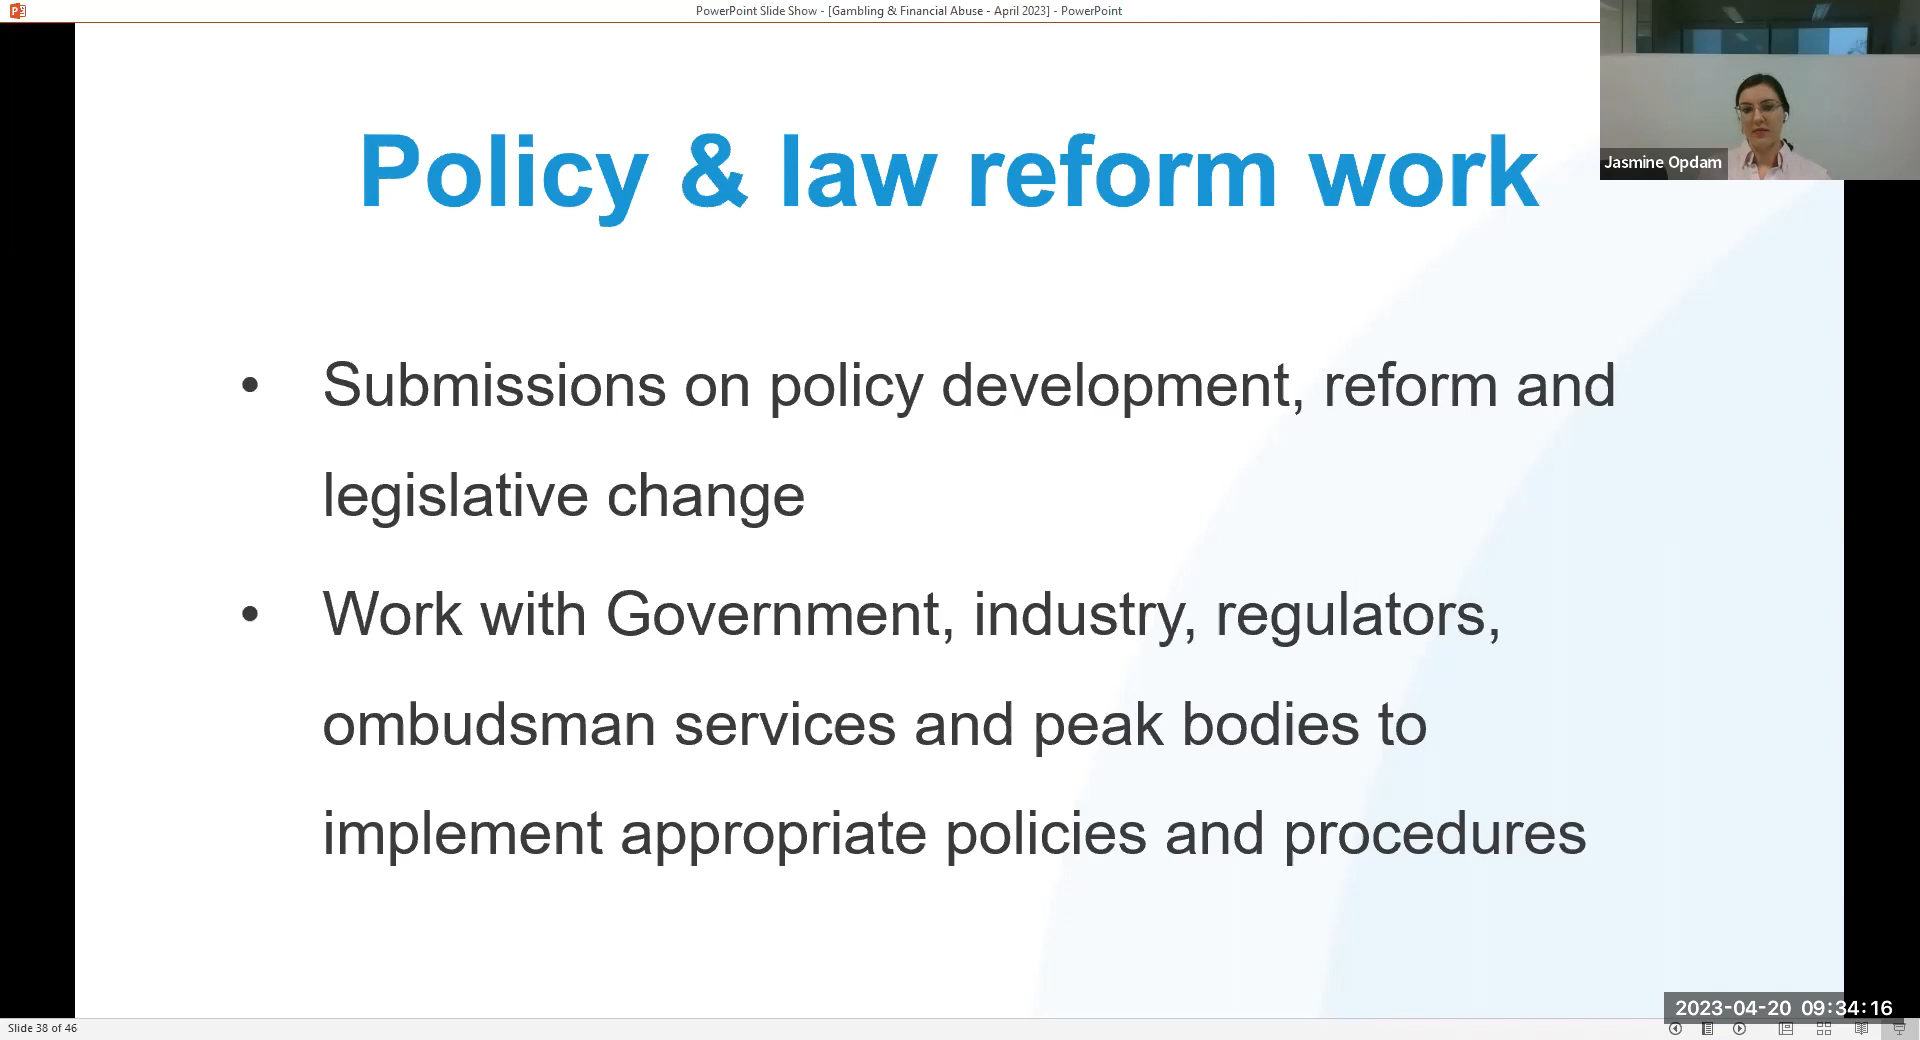 PowerPoint Slide Show - [Gambling & Financial Abuse - April 2023] - PowerPoint
Jasmine Opdam
Policy & law reform work
• Submissions on policy development, reform and
legislative change
• Work with Government, industry, regulators,
ombudsman services and peak bodies to
implement appropriate policies and procedures
2023-04-20 09:34:16
Slide 38 of 46